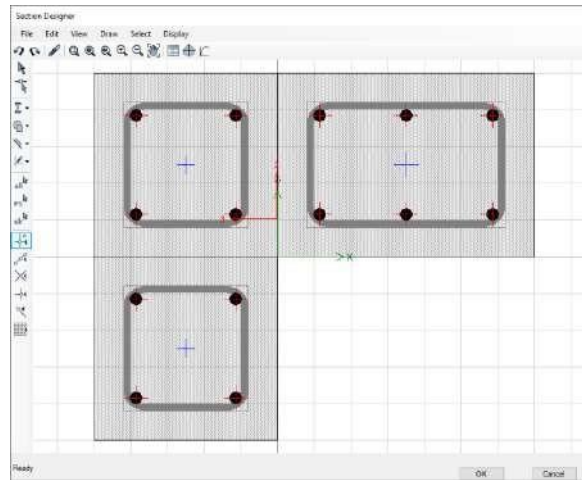 Section Designer
File Edit View Draw Select Display
X
Ready
OK Cancel